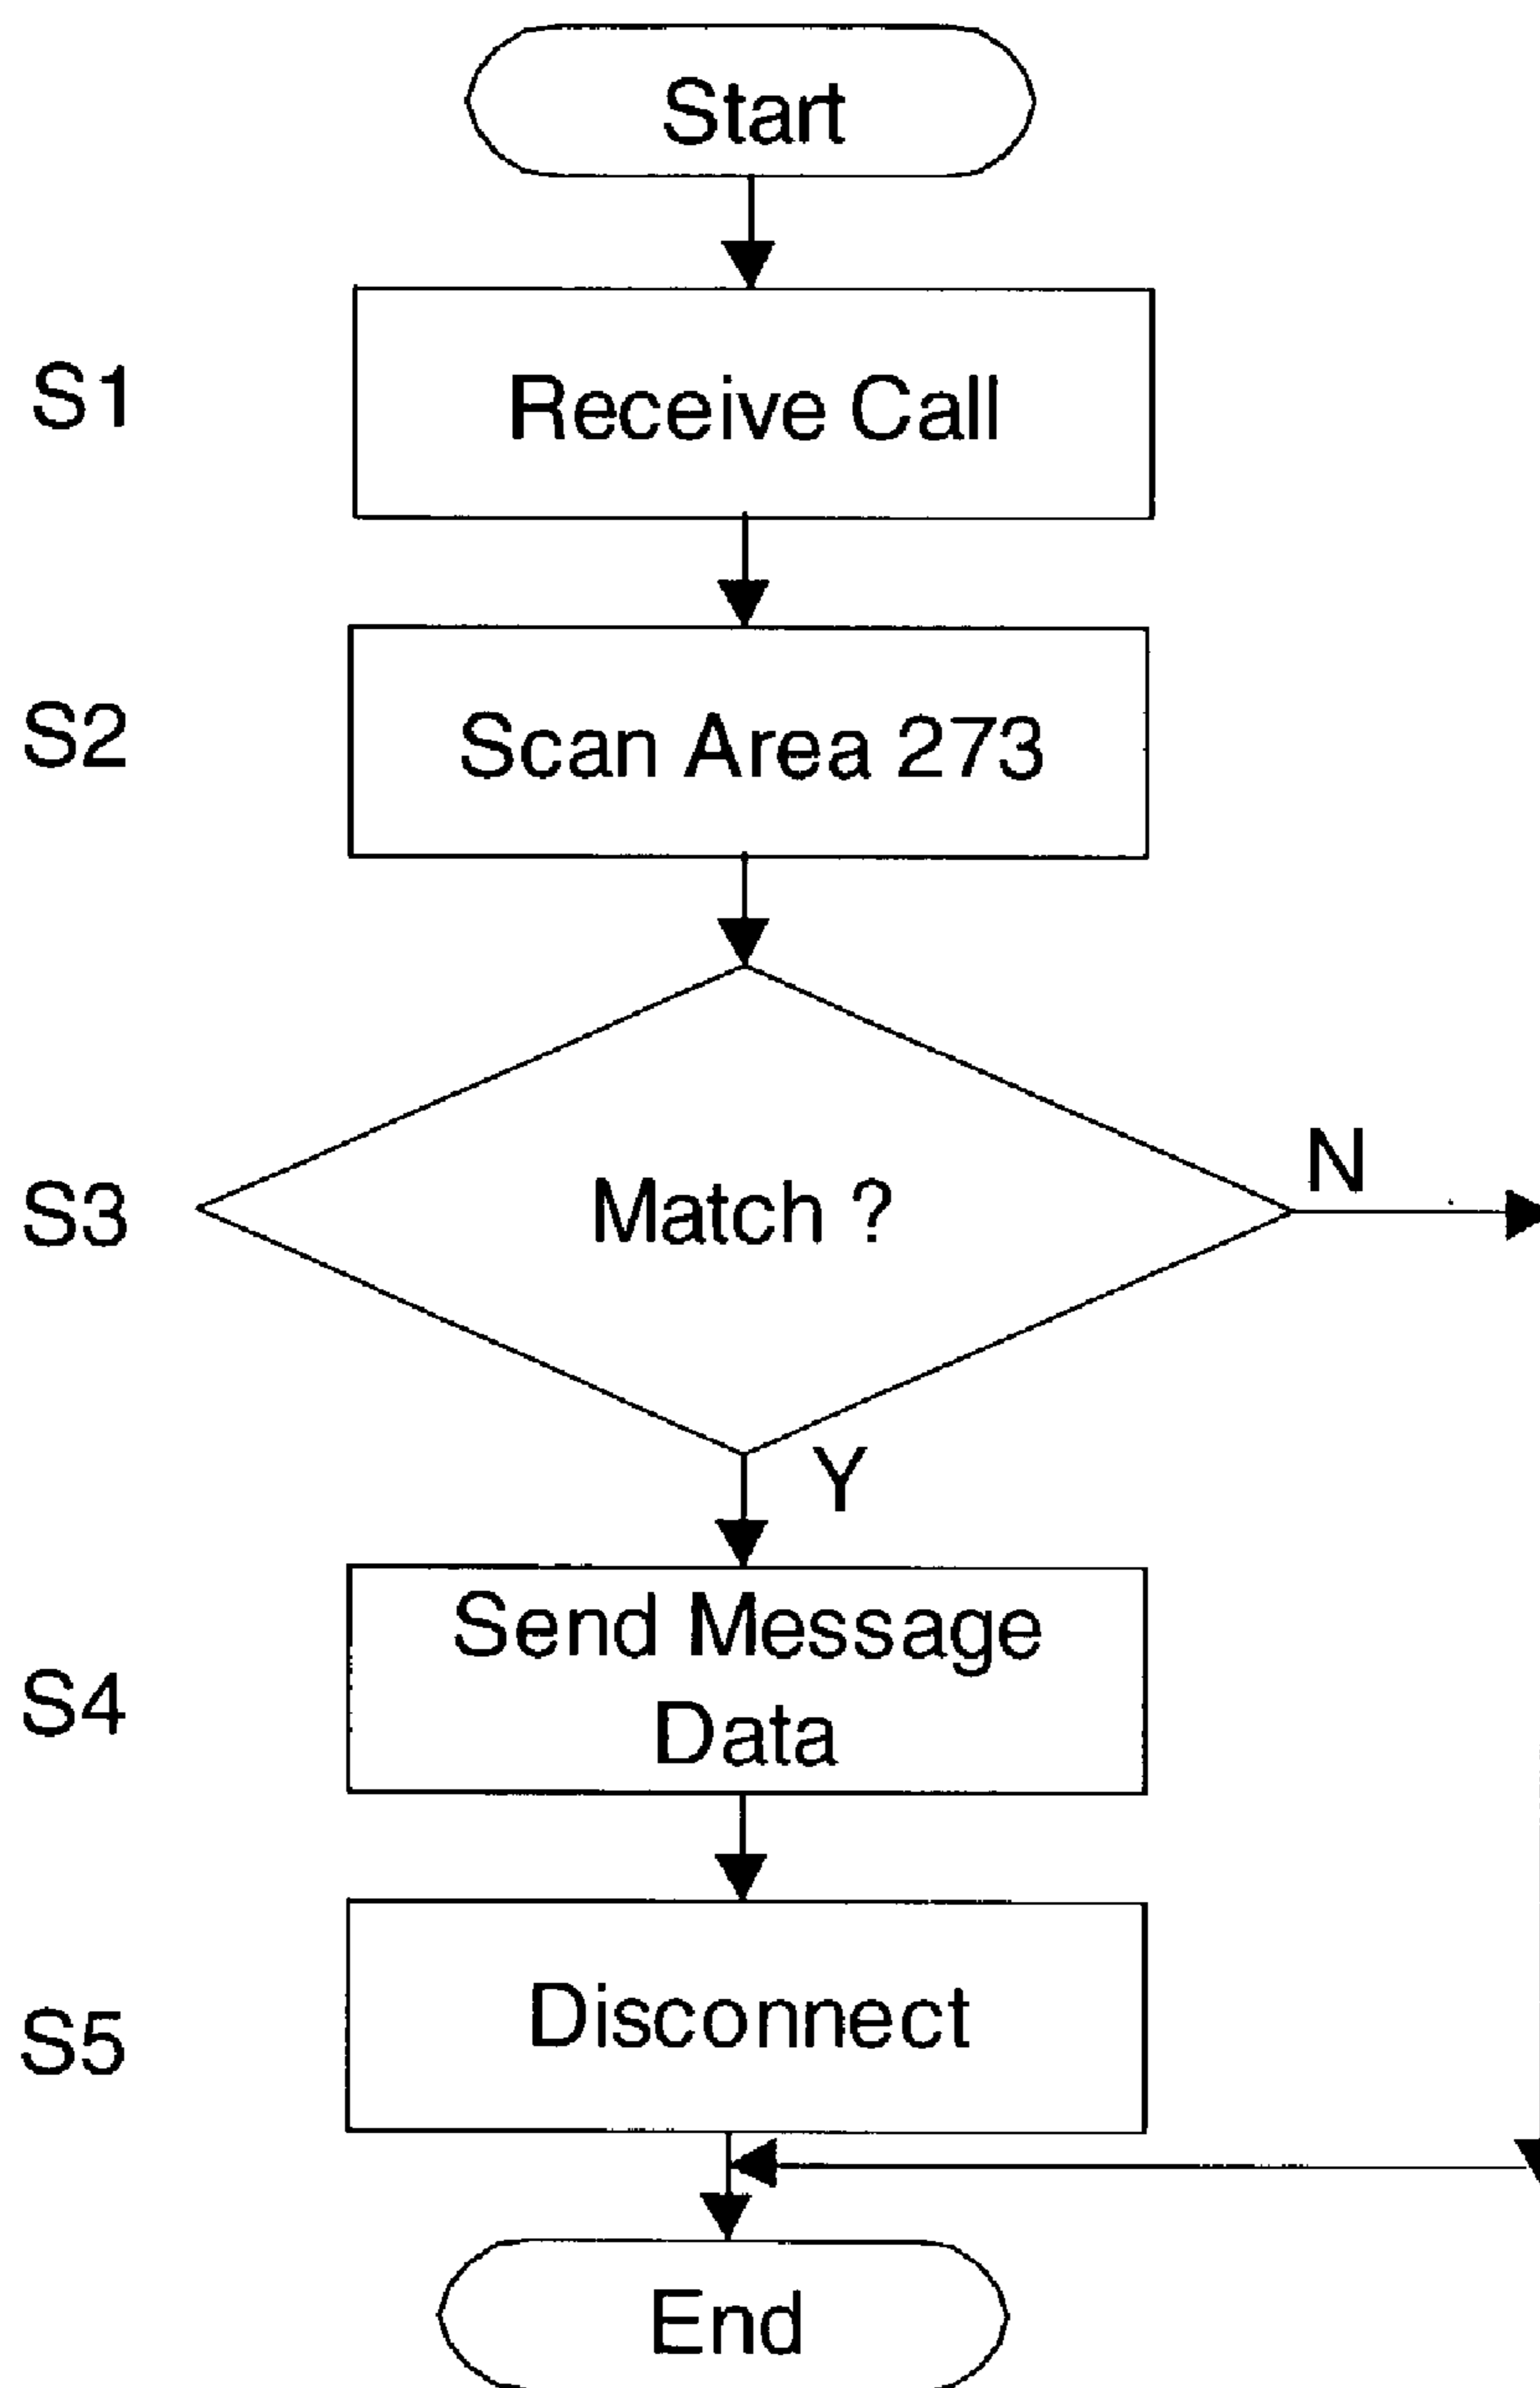 Start
S1
Receive Call
S2
Scan Area 273
S3
Match ?
N
Y
S4
Send Message
Data
S5
Disconnect
End